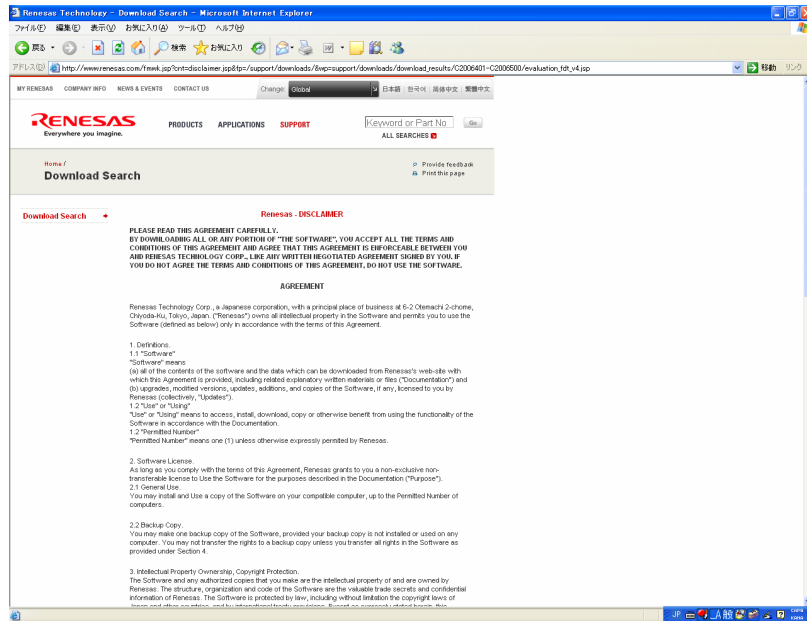 Renesas Technology - Download Search - Microsoft Internet Explorer
ファイル(F) 編集(E) 表示(V) お気に入り(A) ツール(T) ヘルプ(H)
戻る 検索 お気に入り
アドレス(D) http://www.renesas.com/fmwk.jsp?cnt=disclaimer.jsp&fp=/support/downloads/&wp=support/downloads/download_results/C2006401-C2006500/evaluation_fdt_v4.jsp 移動 リンク
MY RENESAS COMPANY INFO NEWS & EVENTS CONTACT US Change: Global 日本語 한국어 简体中文 繁體中文
RENESAS PRODUCTS APPLICATIONS SUPPORT Keyword or Part No Go
Everywhere you imagine. ALL SEARCHES
Home / Provide feedback
Download Search Print this page
Download Search Renesas - DISCLAIMER
PLEASE READ THIS AGREEMENT CAREFULLY.
BY DOWNLOADING ALL OR ANY PORTION OF "THE SOFTWARE", YOU ACCEPT ALL THE TERMS AND
CONDITIONS OF THIS AGREEMENT AND AGREE THAT THIS AGREEMENT IS ENFORCEABLE BETWEEN YOU
AND RENESAS TECHNOLOGY CORP., LIKE ANY WRITTEN NEGOTIATED AGREEMENT SIGNED BY YOU. IF
YOU DO NOT AGREE THE TERMS AND CONDITIONS OF THIS AGREEMENT, DO NOT USE THE SOFTWARE.
AGREEMENT
Renesas Technology Corp., a Japanese corporation, with a principal place of business at 6-2 Otemachi 2-chome,
Chiyoda-Ku, Tokyo, Japan. ("Renesas") owns all intellectual property in the Software and permits you to use the
Software (defined as below) only in accordance with the terms of this Agreement.
1. Definitions.
1.1 "Software"
"Software" means
(a) all of the contents of the software and the data which can be downloaded from Renesas's web-site with
which this Agreement is provided, including related explanatory written materials or files ("Documentation") and
(b) upgrades, modified versions, updates, additions, and copies of the Software, if any, licensed to you by
Renesas (collectively, "Updates").
1.2 "Use" or "Using"
"Use" or "Using" means to access, install, download, copy or otherwise benefit from using the functionality of the
Software in accordance with the Documentation.
1.2 "Permitted Number"
"Permitted Number" means one (1) unless otherwise expressly permitted by Renesas.
2. Software License.
As long as you comply with the terms of this Agreement, Renesas grants to you a non-exclusive non-
transferable license to Use the Software for the purposes described in the Documentation ("Purpose").
2.1 General Use.
You may install and Use a copy of the Software on your compatible computer, up to the Permitted Number of
computers.
2.2 Backup Copy.
You may make one backup copy of the Software, provided your backup copy is not installed or used on any
computer. You may not transfer the rights to a backup copy unless you transfer all rights in the Software as
provided under Section 4.
3. Intellectual Property Ownership, Copyright Protection.
The Software and any authorized copies that you make are the intellectual property of and are owned by
Renesas. The structure, organization and code of the Software are the valuable trade secrets and confidential
information of Renesas. The Software is protected by law, including without limitation the copyright laws of
Japan and other countries, and by international treaty provisions. Except as expressly stated herein, this
JP A 般 CAPS KANA